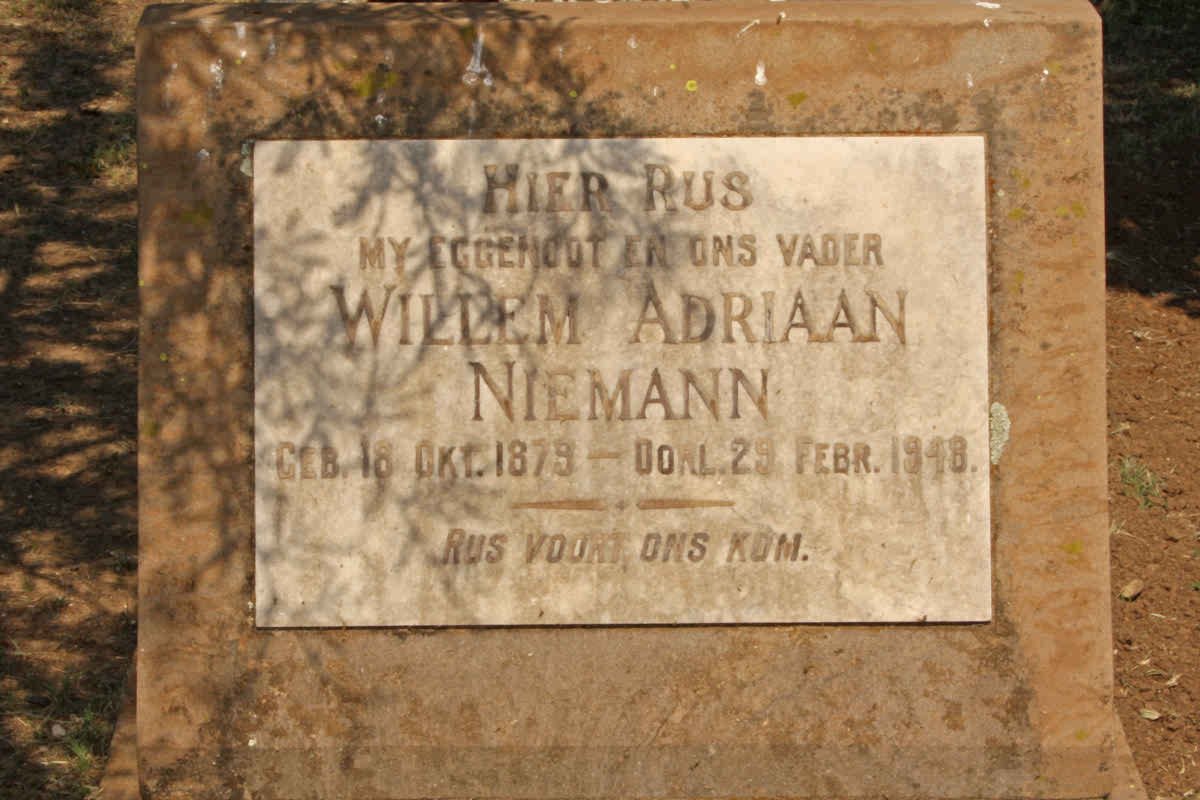 HIER RUS
MY EGGENOOT EN ONS VADER
WILLEM ADRIAAN
NIEMANN
GEB. 18 OKT. 1879 — OORL. 29 FEBR. 1948.
RUS VOORT, ONS KOM.